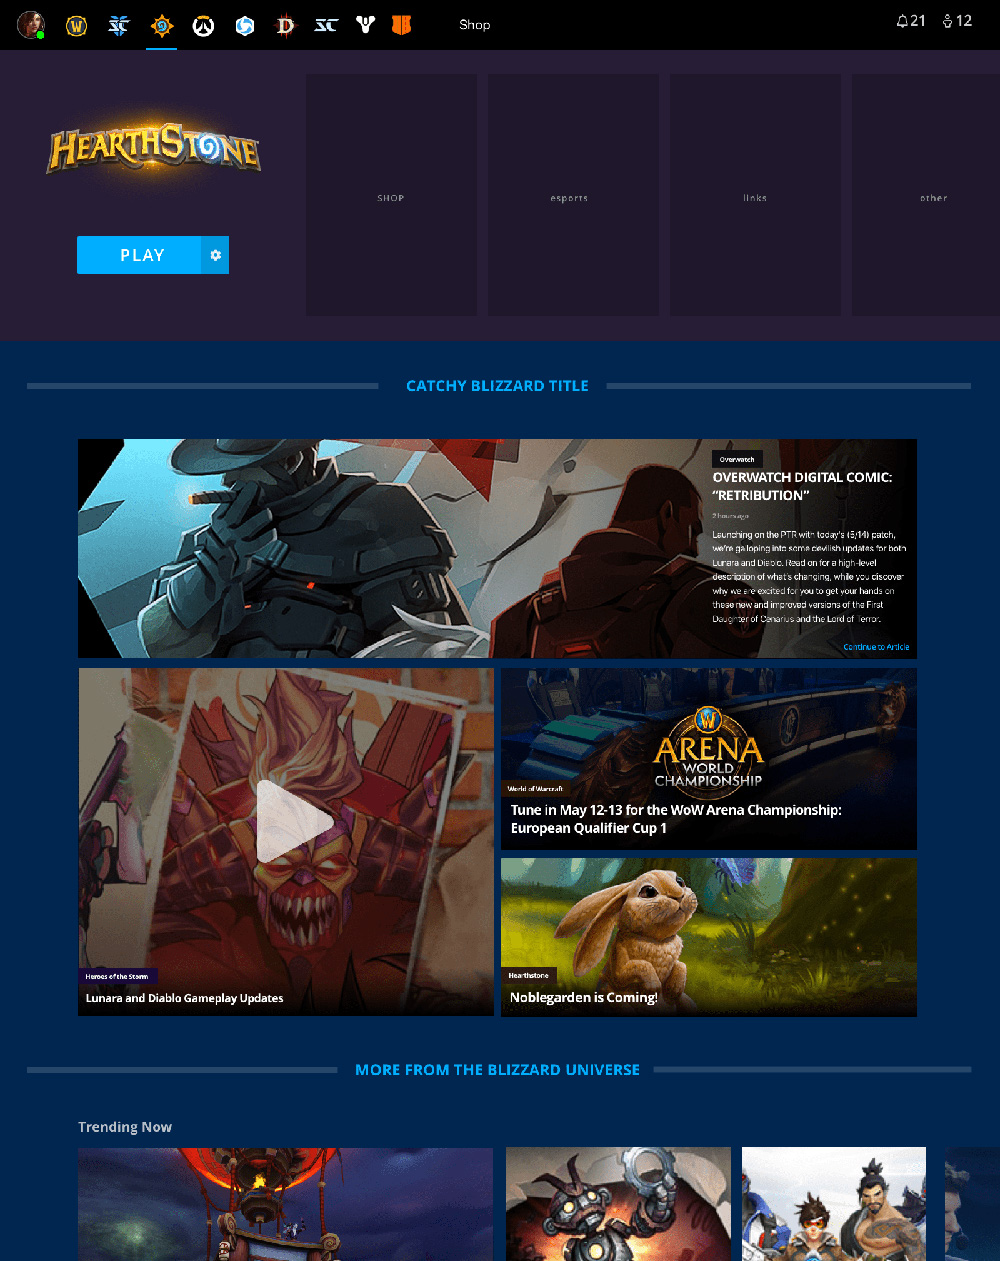 Shop
21
12
HEARTHSTONE
PLAY
SHOP
esports
links
other
CATCHY BLIZZARD TITLE
Overwatch
OVERWATCH DIGITAL COMIC:
“RETRIBUTION”
2 hours ago
Launching on the PTR with today's (5/14) patch,
we're galloping into some devilish updates for both
Lunara and Diablo. Read on for a high-level
description of what's changing, while you discover
why we are excited for you to get your hands on
these new and improved versions of the First
Daughter of Cenarius and the Lord of Terror.
Continue to Article
W
ARENA
WORLD
CHAMPIONSHIP
World of Warcraft
Tune in May 12-13 for the WoW Arena Championship:
European Qualifier Cup 1
Heroes of the Storm
Lunara and Diablo Gameplay Updates
Hearthstone
Noblegarden is Coming!
MORE FROM THE BLIZZARD UNIVERSE
Trending Now